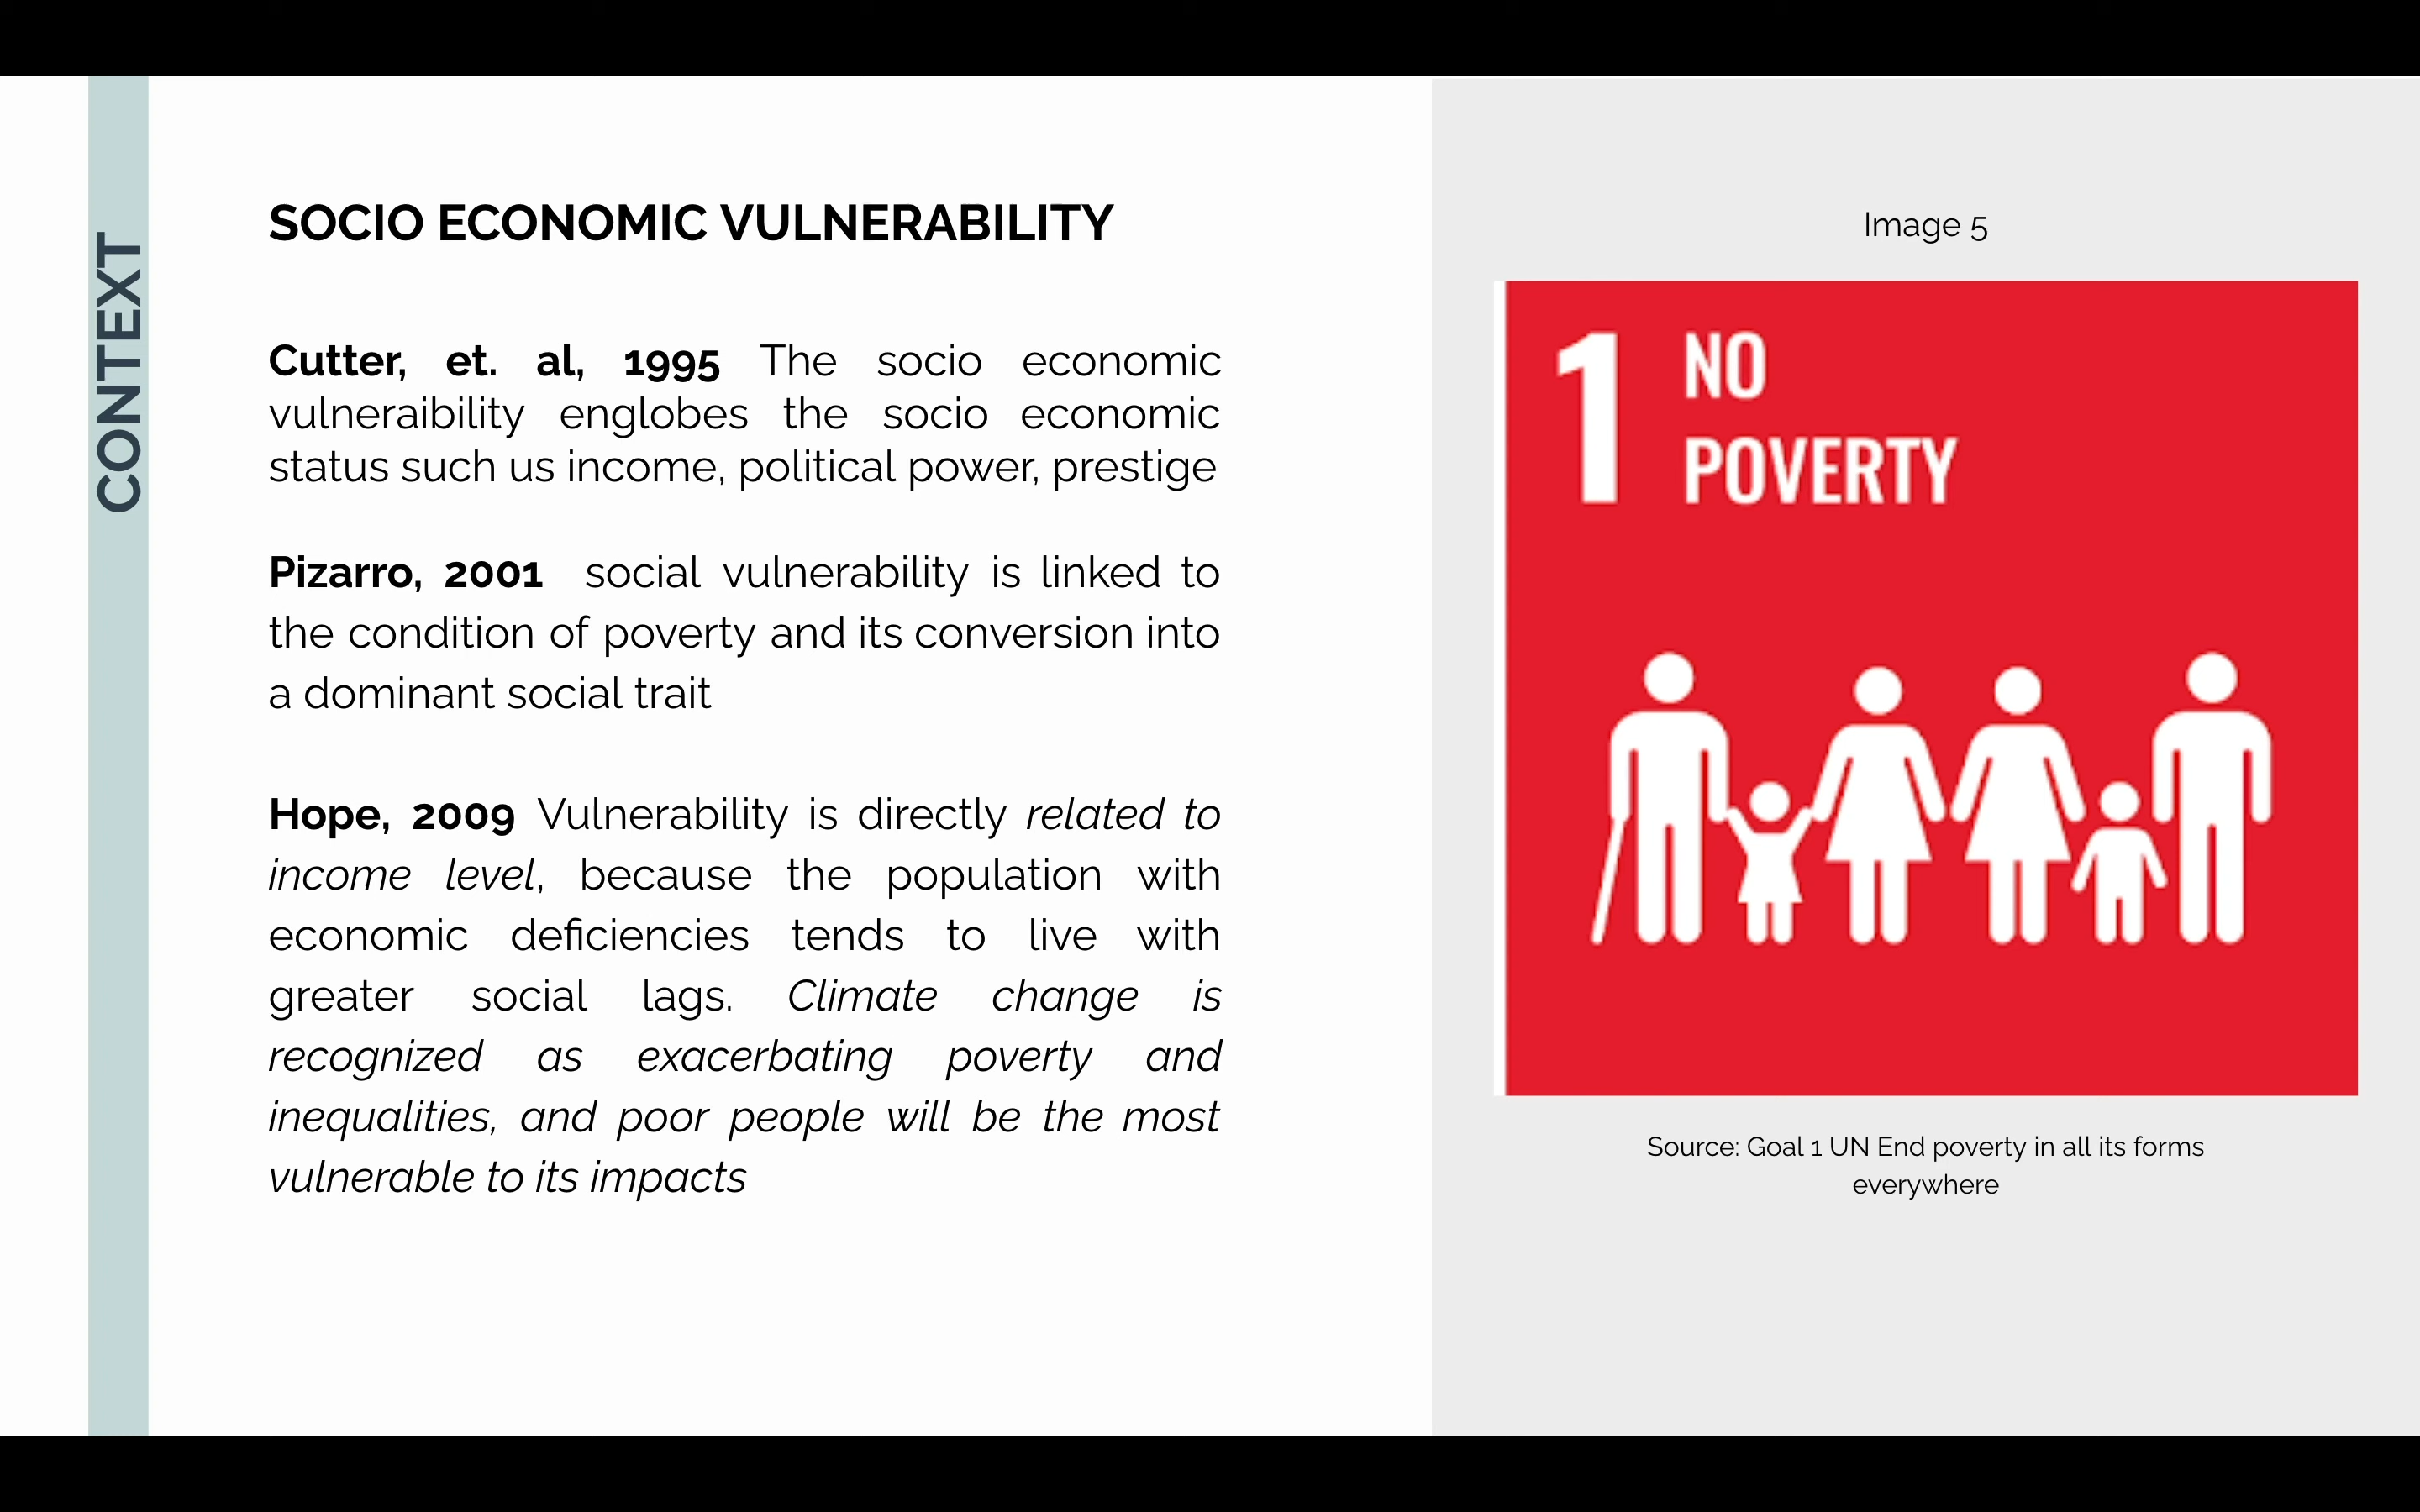 CONTEXT
SOCIO ECONOMIC VULNERABILITY
Cutter, et. al, 1995 The socio economic
vulneraibility englobes the socio economic
status such us income, political power, prestige
Pizarro, 2001 social vulnerability is linked to
the condition of poverty and its conversion into
a dominant social trait
Hope, 2009 Vulnerability is directly related to
income level, because the population with
economic deficiencies tends to live with
greater social lags. Climate change is
recognized as exacerbating poverty and
inequalities, and poor people will be the most
vulnerable to its impacts
Image 5
1 NO
POVERTY
Source: Goal 1 UN End poverty in all its forms
everywhere